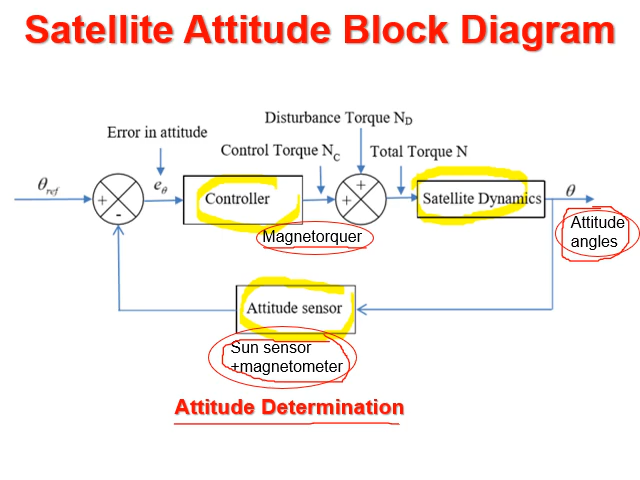 Satellite Attitude Block Diagram
Disturbance Torque N_D
Error in attitude
Control Torque N_C
Total Torque N
θ_ref
e_θ
+
-
Controller
+
+
Satellite Dynamics
θ
Magnetorquer
Attitude
angles
Attitude sensor
Sun sensor
+magnetometer
Attitude Determination